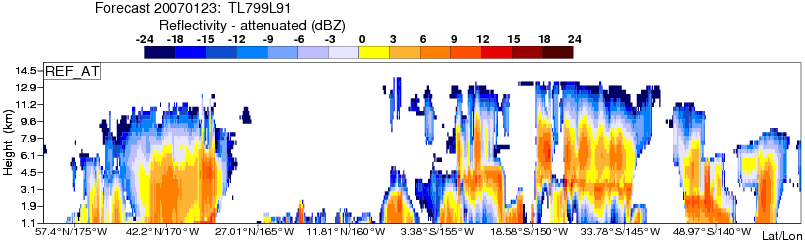 Forecast 20070123: TL799L91
Reflectivity - attenuated (dBZ)
-24 -18 -15 -12 -9 -6 -3 0 3 6 9 12 15 18 24
REF_AT
Height (km)
14.5
12.9
11.2
9.6
7.9
6.1
4.5
3.1
1.9
1.1
57.4°N/175°W 42.22°N/170°W 27.01°N/165°W 11.81°N/160°W 3.38°S/155°W 18.58°S/150°W 33.78°S/145°W 48.97°S/140°W
Lat/Lon